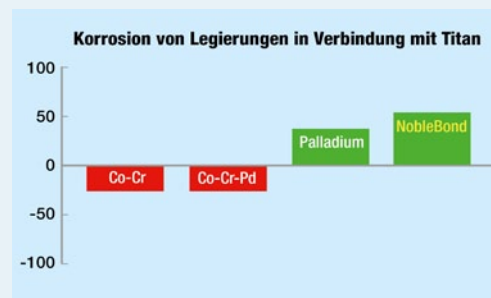 Korrosion von Legierungen in Verbindung mit Titan
100
50
0
-50
-100
Co-Cr
Co-Cr-Pd
Palladium
NobleBond